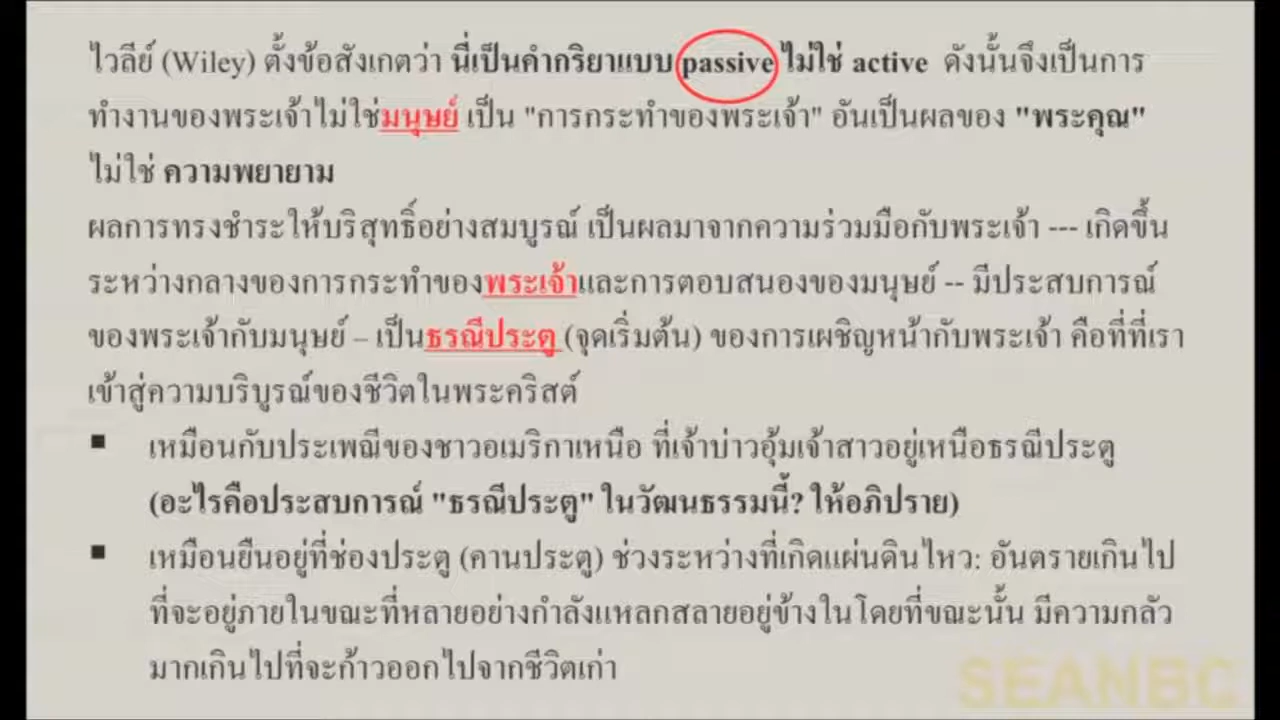 ไวลีย์ (Wiley) ตั้งข้อสังเกตว่า นี่เป็นคำกริยาแบบ passive ไม่ใช่ active ดังนั้นจึงเป็นการ
ทำงานของพระเจ้าไม่ใช่มนุษย์ เป็น "การกระทำของพระเจ้า" อันเป็นผลของ "พระคุณ"
ไม่ใช่ ความพยายาม
ผลการทรงชำระให้บริสุทธิ์อย่างสมบูรณ์ เป็นผลมาจากความร่วมมือกับพระเจ้า --- เกิดขึ้น
ระหว่างกลางของการกระทำของพระเจ้าและการตอบสนองของมนุษย์ -- มีประสบการณ์
ของพระเจ้ากับมนุษย์ – เป็นธรณีประตู (จุดเริ่มต้น) ของการเผชิญหน้ากับพระเจ้า คือที่ที่เรา
เข้าสู่ความบริบูรณ์ของชีวิตในพระคริสต์
▪ เหมือนกับประเพณีของชาวอเมริกาเหนือ ที่เจ้าบ่าวอุ้มเจ้าสาวอยู่เหนือธรณีประตู
(อะไรคือประสบการณ์ "ธรณีประตู" ในวัฒนธรรมนี้? ให้อภิปราย)
▪ เหมือนยืนอยู่ที่ช่องประตู (คานประตู) ช่วงระหว่างที่เกิดแผ่นดินไหว: อันตรายเกินไป
ที่จะอยู่ภายในขณะที่หลายอย่างกำลังแหลกสลายอยู่ข้างในโดยที่ขณะนั้น มีความกลัว
มากเกินไปที่จะก้าวออกไปจากชีวิตเก่า
SEANBC